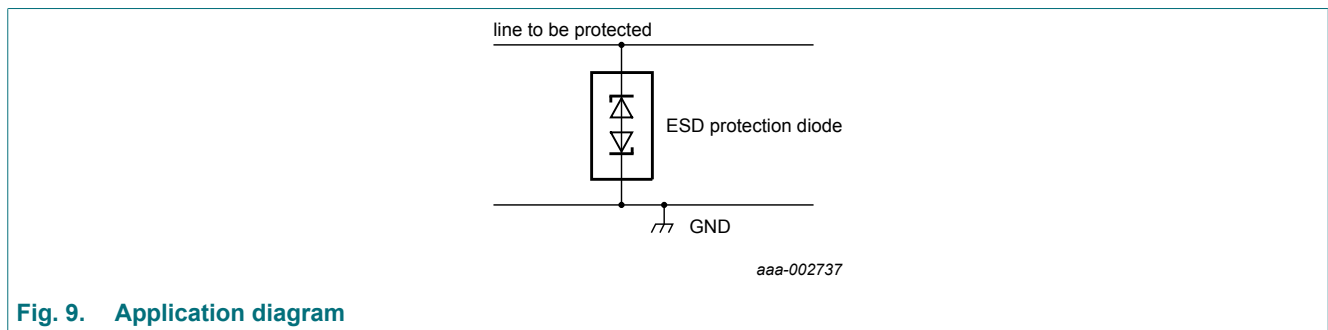 line to be protected
ESD protection diode
GND
aaa-002737
Fig. 9. Application diagram